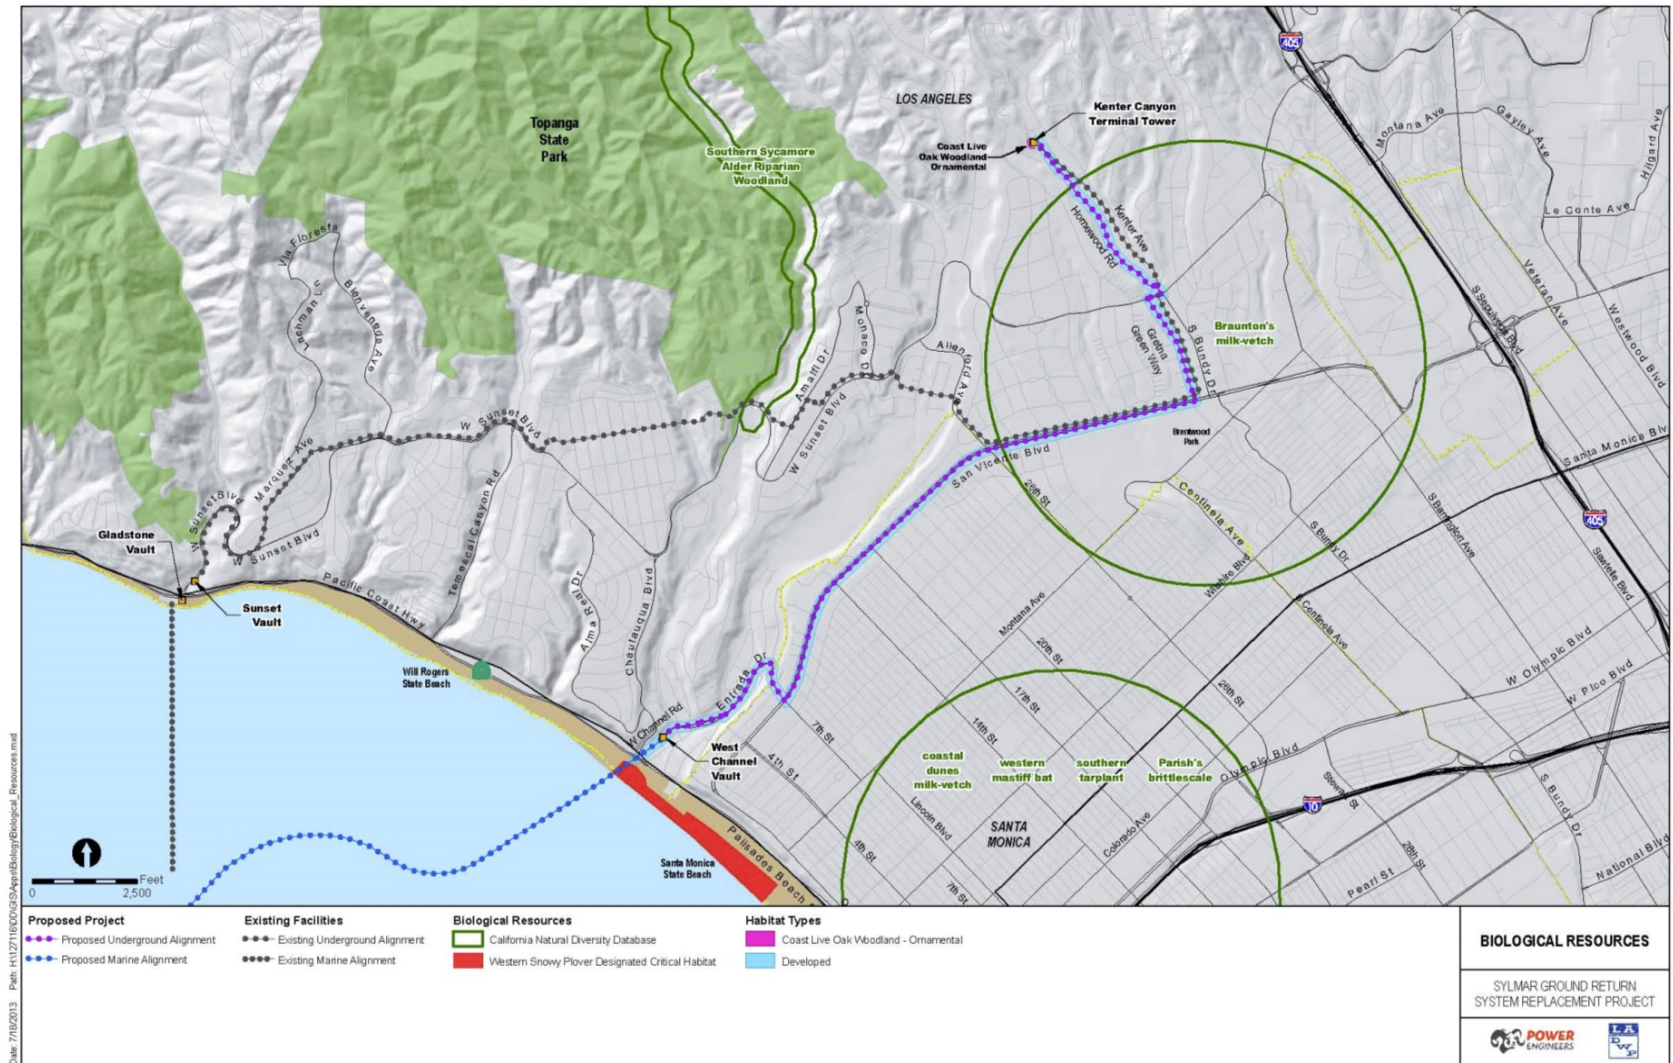 405
LOS ANGELES
Kenter Canyon
Terminal Tower
Montana Ave
Gayley Ave
Hilgard Ave
Topanga
State
Park
Coast Live
Oak Woodland
Ornamental
Southern Sycamore
Alder Riparian
Woodland
Le Conte Ave
Kenter Ave
Homewood Rd
Via Floresta
Bienveneda Ave
Veteran Ave
Westwood Blvd
S Sepulveda Blvd
Monaco D
Amalfi Dr
Gretna
Green Way
S Bundy Dr
Braunton's
milk-vetch
W Sunset Blvd
W Sunset Blvd
Marquez Ave
Brentwood
Park
Santa Monica Blv
San Vicente Blvd
26th St
Centinela Ave
S Barrington Ave
Temescal Canyon Rd
W Sunset Blvd
W Sunset Blvd
Gladstone
Vault
S Bundy Dr
405
Sawtelle Blvd
Wilshire Blvd
Pacific Coast Hwy
Alma Real Dr
Chautauqua Blvd
Sunset
Vault
Montana Ave
S Centinela Ave
20th St
W Olympic Blvd
W Pico Blvd
Will Rogers
State Beach
Entrada Dr
W Channel Rd
26th St
17th St
14th St
7th St
West
Channel
Vault
4th St
coastal
dunes
milk-vetch
western
mastiff bat
southern
tarplant
Parish's
brittlescale
Olympic Blvd
Stewart St
10
S Bundy Dr
Lincoln Blvd
SANTA
MONICA
Colorado Ave
4th St
7th St
28th St
Pearl St
National Blvd
Santa Monica
State Beach
Palisades Beach
Feet
0 2,500
Proposed Project
Proposed Underground Alignment
Proposed Marine Alignment
Existing Facilities
Existing Underground Alignment
Existing Marine Alignment
Biological Resources
California Natural Diversity Database
Western Snowy Plover Designated Critical Habitat
Habitat Types
Coast Live Oak Woodland - Ornamental
Developed
BIOLOGICAL RESOURCES
SYLMAR GROUND RETURN
SYSTEM REPLACEMENT PROJECT
POWER
ENGINEERS
LA
DWP
Date: 7/18/2013